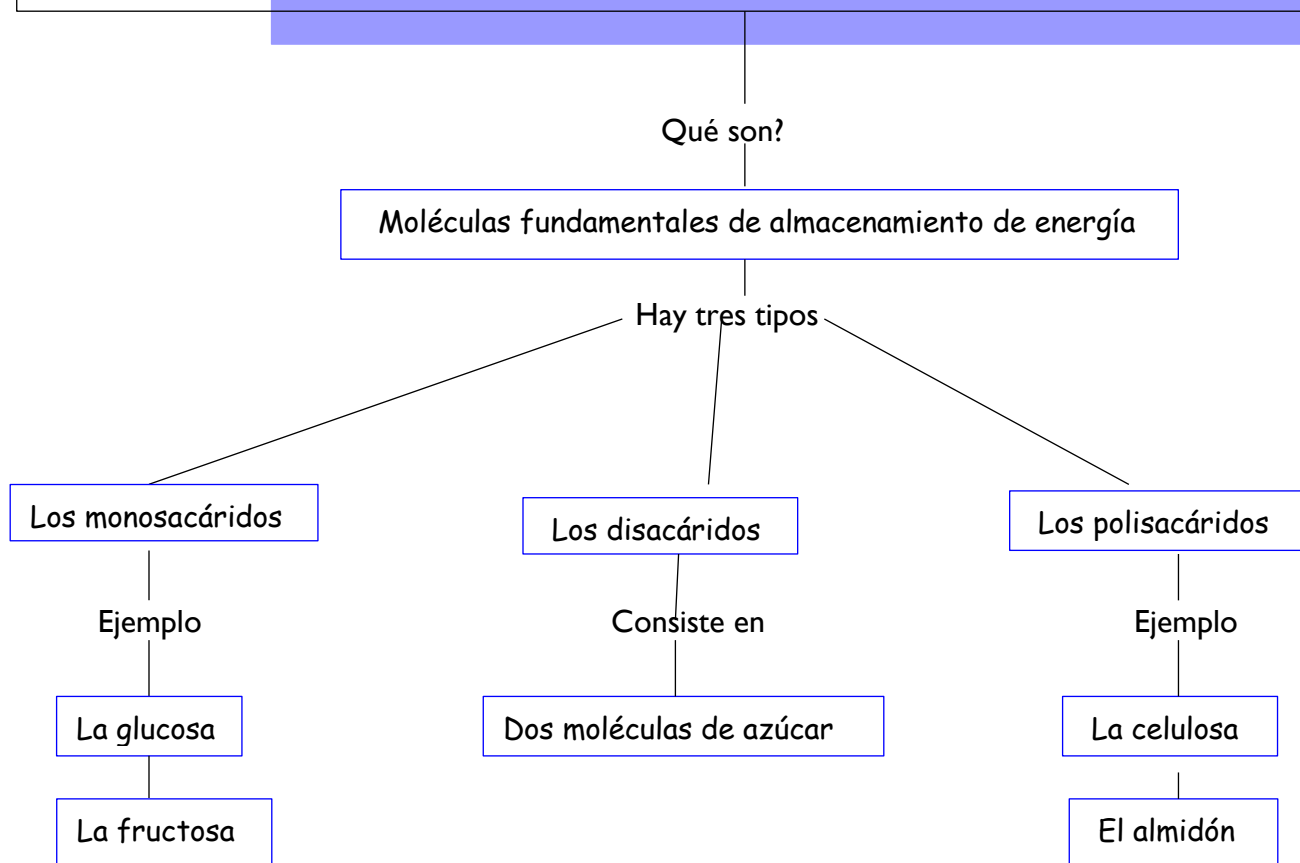 Qué son?
Moléculas fundamentales de almacenamiento de energía
Hay tres tipos
Los monosacáridos
Los disacáridos
Los polisacáridos
Ejemplo
Consiste en
Ejemplo
La glucosa
Dos moléculas de azúcar
La celulosa
La fructosa
El almidón